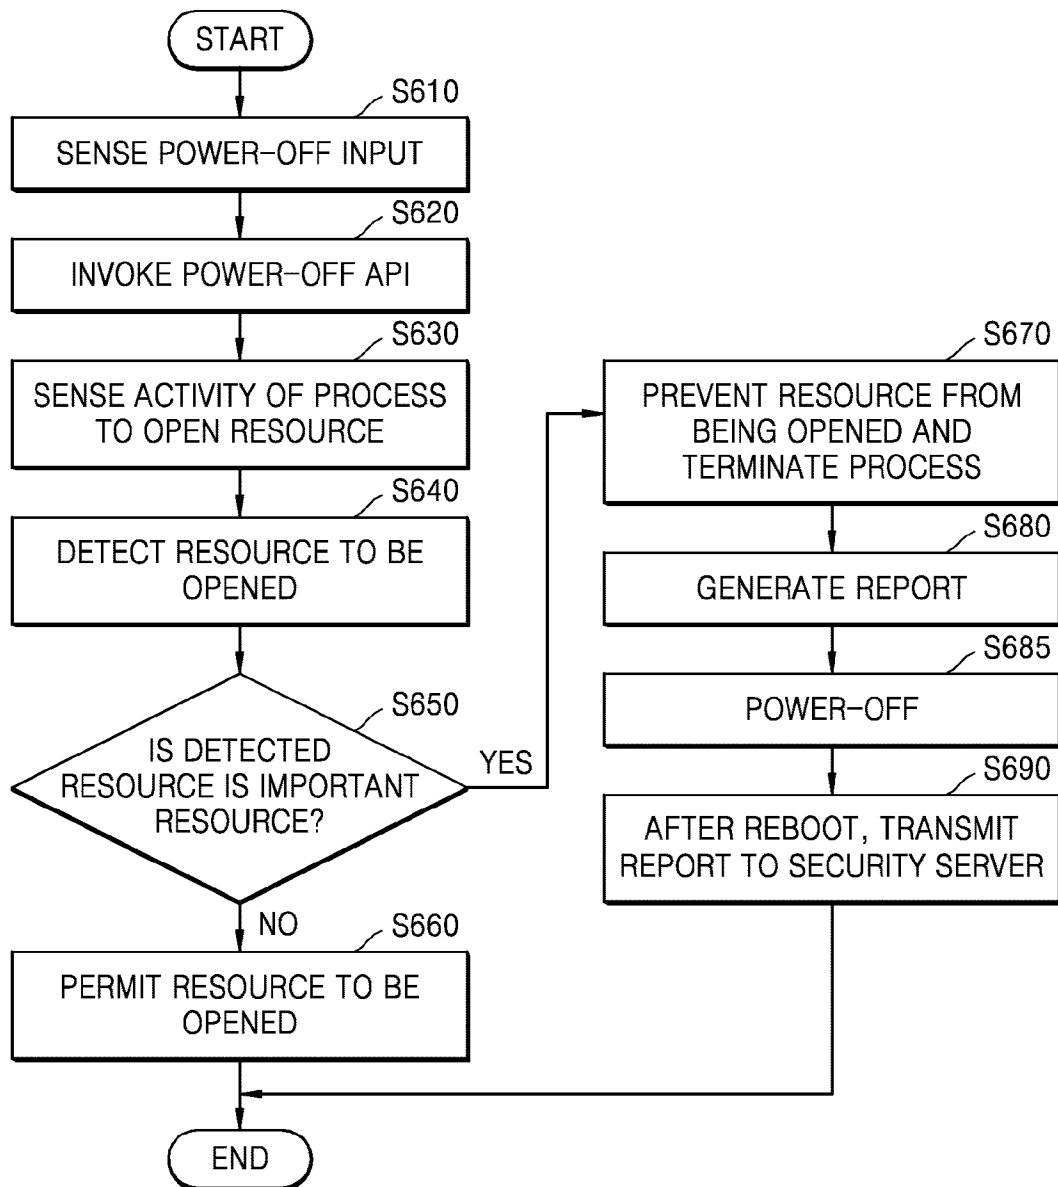 START
S610
SENSE POWER-OFF INPUT
S620
INVOKE POWER-OFF API
S630
SENSE ACTIVITY OF PROCESS
TO OPEN RESOURCE
S640
DETECT RESOURCE TO BE
OPENED
S650
IS DETECTED
RESOURCE IS IMPORTANT
RESOURCE?
YES
NO
S660
PERMIT RESOURCE TO BE
OPENED
S670
PREVENT RESOURCE FROM
BEING OPENED AND
TERMINATE PROCESS
S680
GENERATE REPORT
S685
POWER-OFF
S690
AFTER REBOOT, TRANSMIT
REPORT TO SECURITY SERVER
END